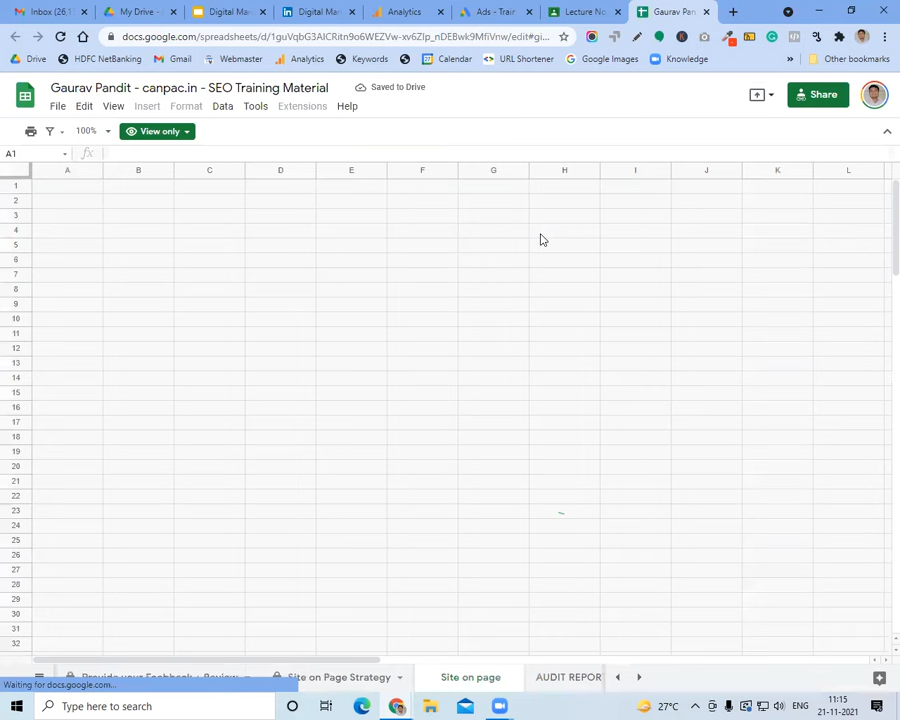 Inbox (26,1
My Drive -
Digital Ma
Digital Mar
Analytics
Ads - Train
Lecture No
Gaurav Pan
docs.google.com/spreadsheets/d/1guVqbG3AlCRitn9o6WEZVw-xv6Zlp_nDEBwk9MfiVnw/edit#gi...
Drive
HDFC NetBanking
Gmail
Webmaster
Analytics
Keywords
Calendar
URL Shortener
Google Images
Knowledge
Other bookmarks
Gaurav Pandit - canpac.in - SEO Training Material
Saved to Drive
File Edit View Insert Format Data Tools Extensions Help
Share
100%
View only
A1
fx
A B C D E F G H I J K L
1
2
3
4
5
6
7
8
9
10
11
12
13
14
15
16
17
18
19
20
21
22
23
24
25
26
27
28
29
30
31
32
Site on Page Strategy
Site on page
AUDIT REPOR
Waiting for docs.google.com...
Type here to search
27°C
ENG
11:15
21-11-2021